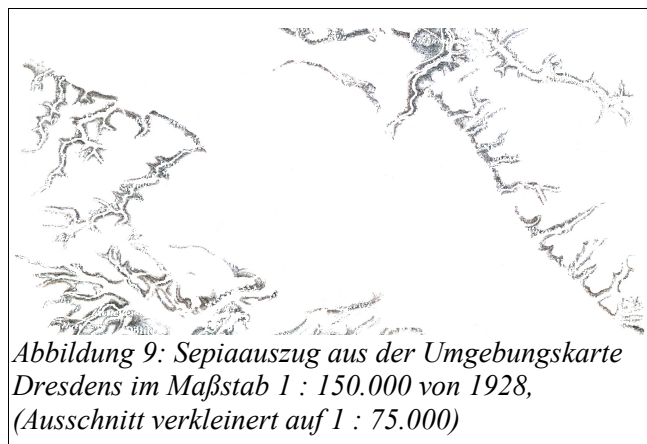 Abbildung 9: Sepiaauszug aus der Umgebungskarte
Dresdens im Maßstab 1 : 150.000 von 1928,
(Ausschnitt verkleinert auf 1 : 75.000)